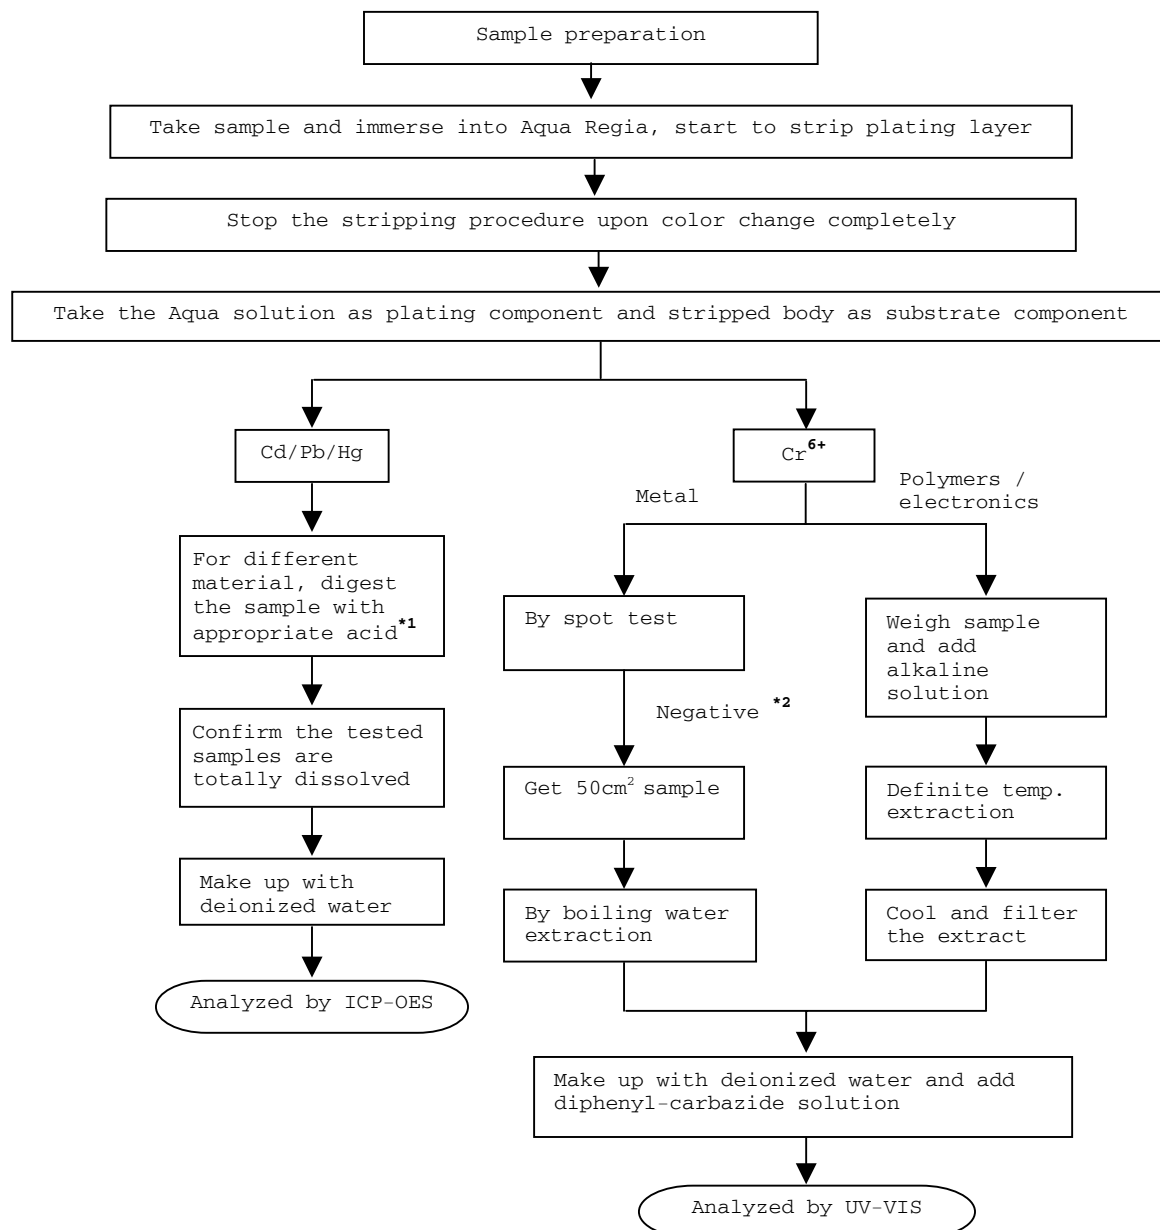 Sample preparation
Take sample and immerse into Aqua Regia, start to strip plating layer
Stop the stripping procedure upon color change completely
Take the Aqua solution as plating component and stripped body as substrate component
Cd/Pb/Hg
For different
material, digest
the sample with
appropriate acid*1
Confirm the tested
samples are
totally dissolved
Make up with
deionized water
Analyzed by ICP-OES
Cr6+
Metal
Polymers /
electronics
By spot test
Negative *2
Get 50cm2 sample
By boiling water
extraction
Weigh sample
and add
alkaline
solution
Definite temp.
extraction
Cool and filter
the extract
Make up with deionized water and add
diphenyl-carbazide solution
Analyzed by UV-VIS